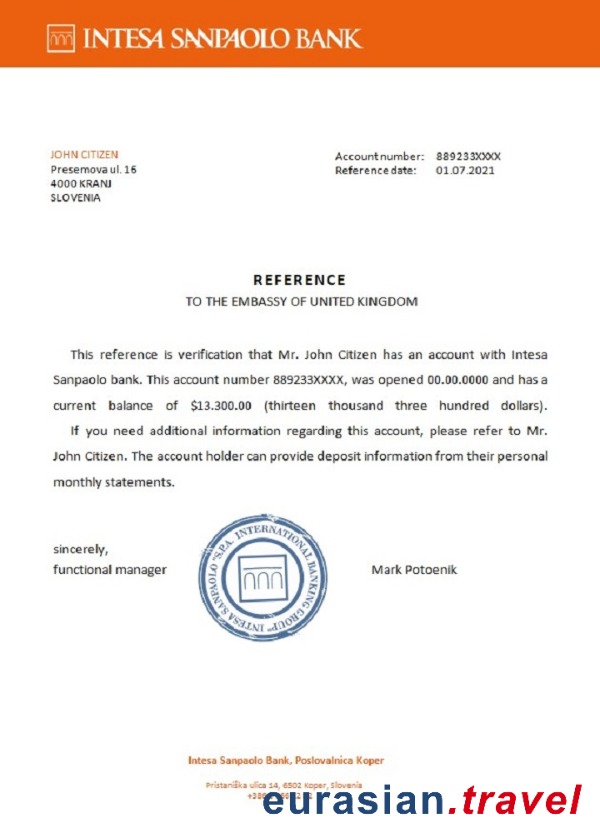 INTESA SANPAOLO BANK
JOHN CITIZEN
Presemova ul. 16
4000 KRANJ
SLOVENIA
Account number: 889233XXXX
Reference date: 01.07.2021
REFERENCE
TO THE EMBASSY OF UNITED KINGDOM
This reference is verification that Mr. John Citizen has an account with Intesa
Sanpaolo bank. This account number 889233XXXX, was opened 00.00.0000 and has a
current balance of $13.300.00 (thirteen thousand three hundred dollars).
If you need additional information regarding this account, please refer to Mr.
John Citizen. The account holder can provide deposit information from their personal
monthly statements.
sincerely,
functional manager
INTESA SANPAOLO "S.P.A. INTERNATIONAL BANKING GROUP"
Mark Potoenik
Intesa Sanpaolo Bank, Poslovalnica Koper
Pristaniška ulica 14, 6502 Koper, Slovenia
eurasian.travel